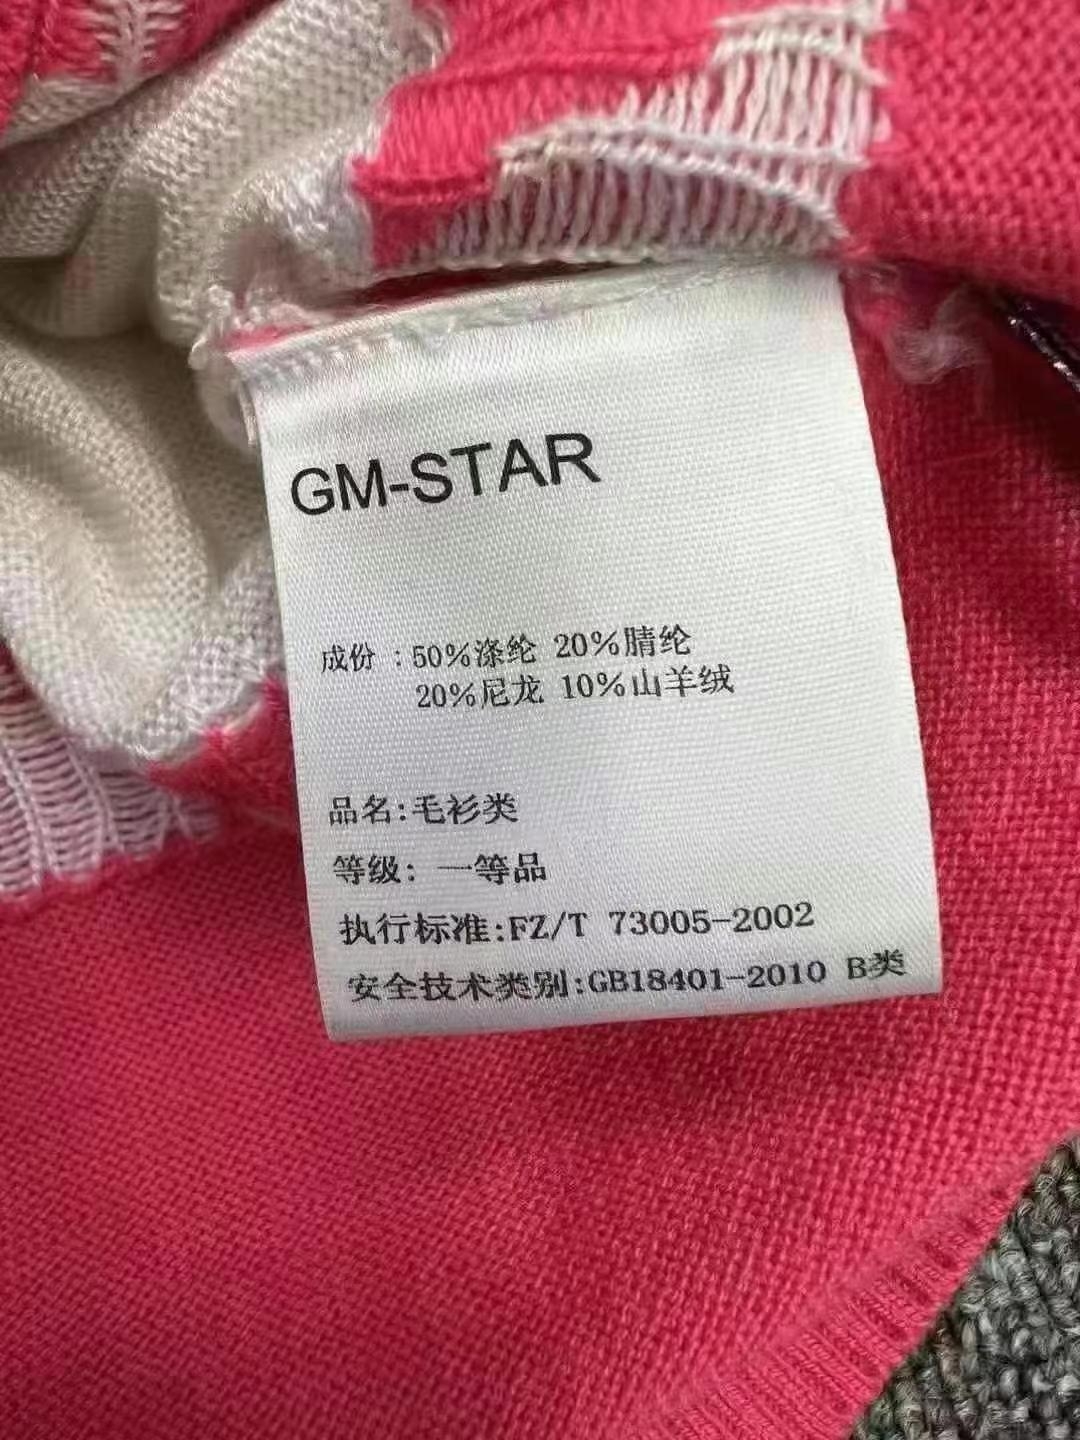 GM-STAR
成份：50%涤纶 20%腈纶
20%尼龙 10%山羊绒
品名:毛衫类
等级: 一等品
执行标准:FZ/T 73005-2002
安全技术类别:GB18401-2010 B类